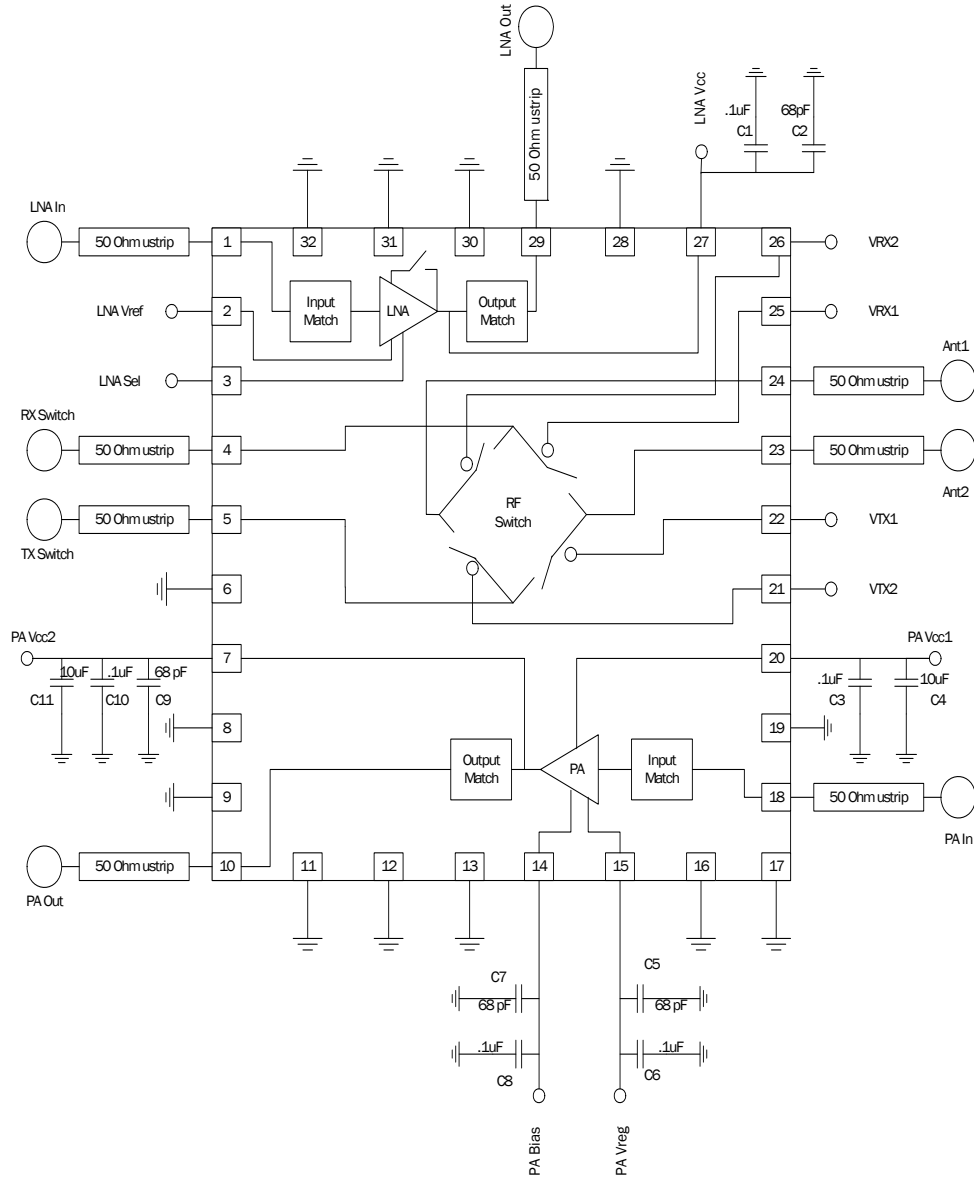 LNA Out
50 Ohm ustrip
LNA Vcc
.1uF
C1
68pF
C2
LNA In
50 Ohm ustrip
1
32
31
30
29
28
27
26
VRX2
Input
Match
LNA
Output
Match
LNA Vref
2
25
VRX1
LNA Sel
3
24
50 Ohm ustrip
Ant1
RX Switch
50 Ohm ustrip
4
23
50 Ohm ustrip
Ant2
RF
Switch
TX Switch
50 Ohm ustrip
5
22
VTX1
6
21
VTX2
PA Vcc2
10uF
C11
.1uF
C10
68 pF
C9
7
20
PA Vcc1
.1uF
C3
10uF
C4
8
19
Output
Match
PA
Input
Match
9
18
50 Ohm ustrip
PA In
PA Out
50 Ohm ustrip
10
11
12
13
14
15
16
17
C7
68 pF
C5
68 pF
.1uF
C8
.1uF
C6
PA Bias
PA Vreg